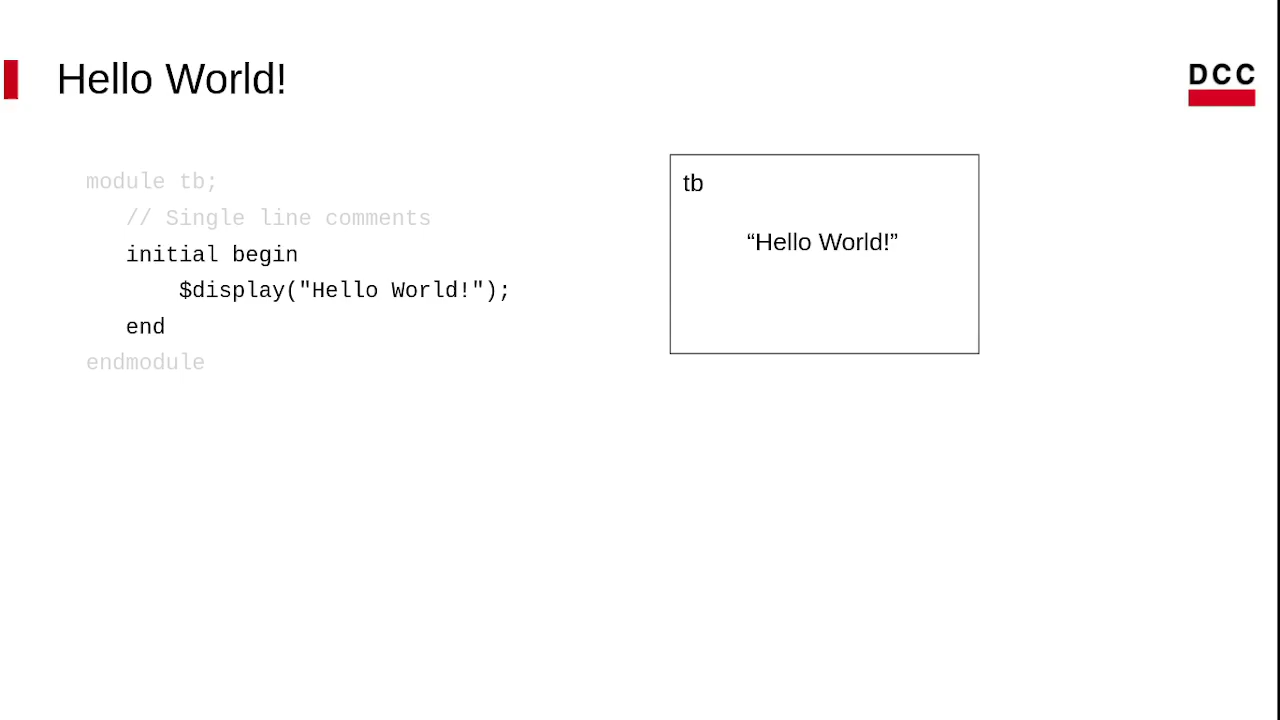 Hello World!
DCC
module tb;
// Single line comments
initial begin
$display("Hello World!");
end
endmodule
tb
“Hello World!”